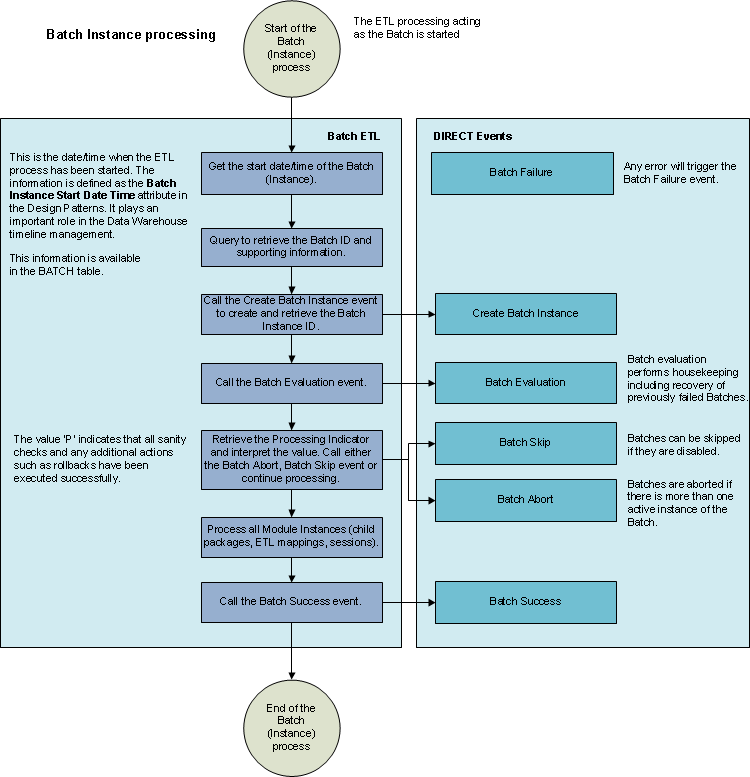 Batch Instance processing
Start of the
Batch
(Instance)
process
The ETL processing acting
as the Batch is started
Batch ETL
DIRECT Events
This is the date/time when the ETL
process has been started. The
information is defined as the Batch
Instance Start Date Time attribute in
the Design Patterns. It plays an
important role in the Data Warehouse
timeline management.
This information is available
in the BATCH table.
Get the start date/time of the Batch
(Instance).
Batch Failure
Any error will trigger the
Batch Failure event.
Query to retrieve the Batch ID and
supporting information.
Call the Create Batch Instance event
to create and retrieve the Batch
Instance ID.
Create Batch Instance
Call the Batch Evaluation event.
Batch Evaluation
Batch evaluation
performs housekeeping
including recovery of
previously failed Batches.
The value 'P' indicates that all sanity
checks and any additional actions
such as rollbacks have been
executed successfully.
Retrieve the Processing Indicator
and interpret the value. Call either
the Batch Abort, Batch Skip event or
continue processing.
Batch Skip
Batches can be skipped
if they are disabled.
Batch Abort
Batches are aborted if
there is more than one
active instance of the
Batch.
Process all Module Instances (child
packages, ETL mappings, sessions).
Call the Batch Success event.
Batch Success
End of the
Batch
(Instance)
process